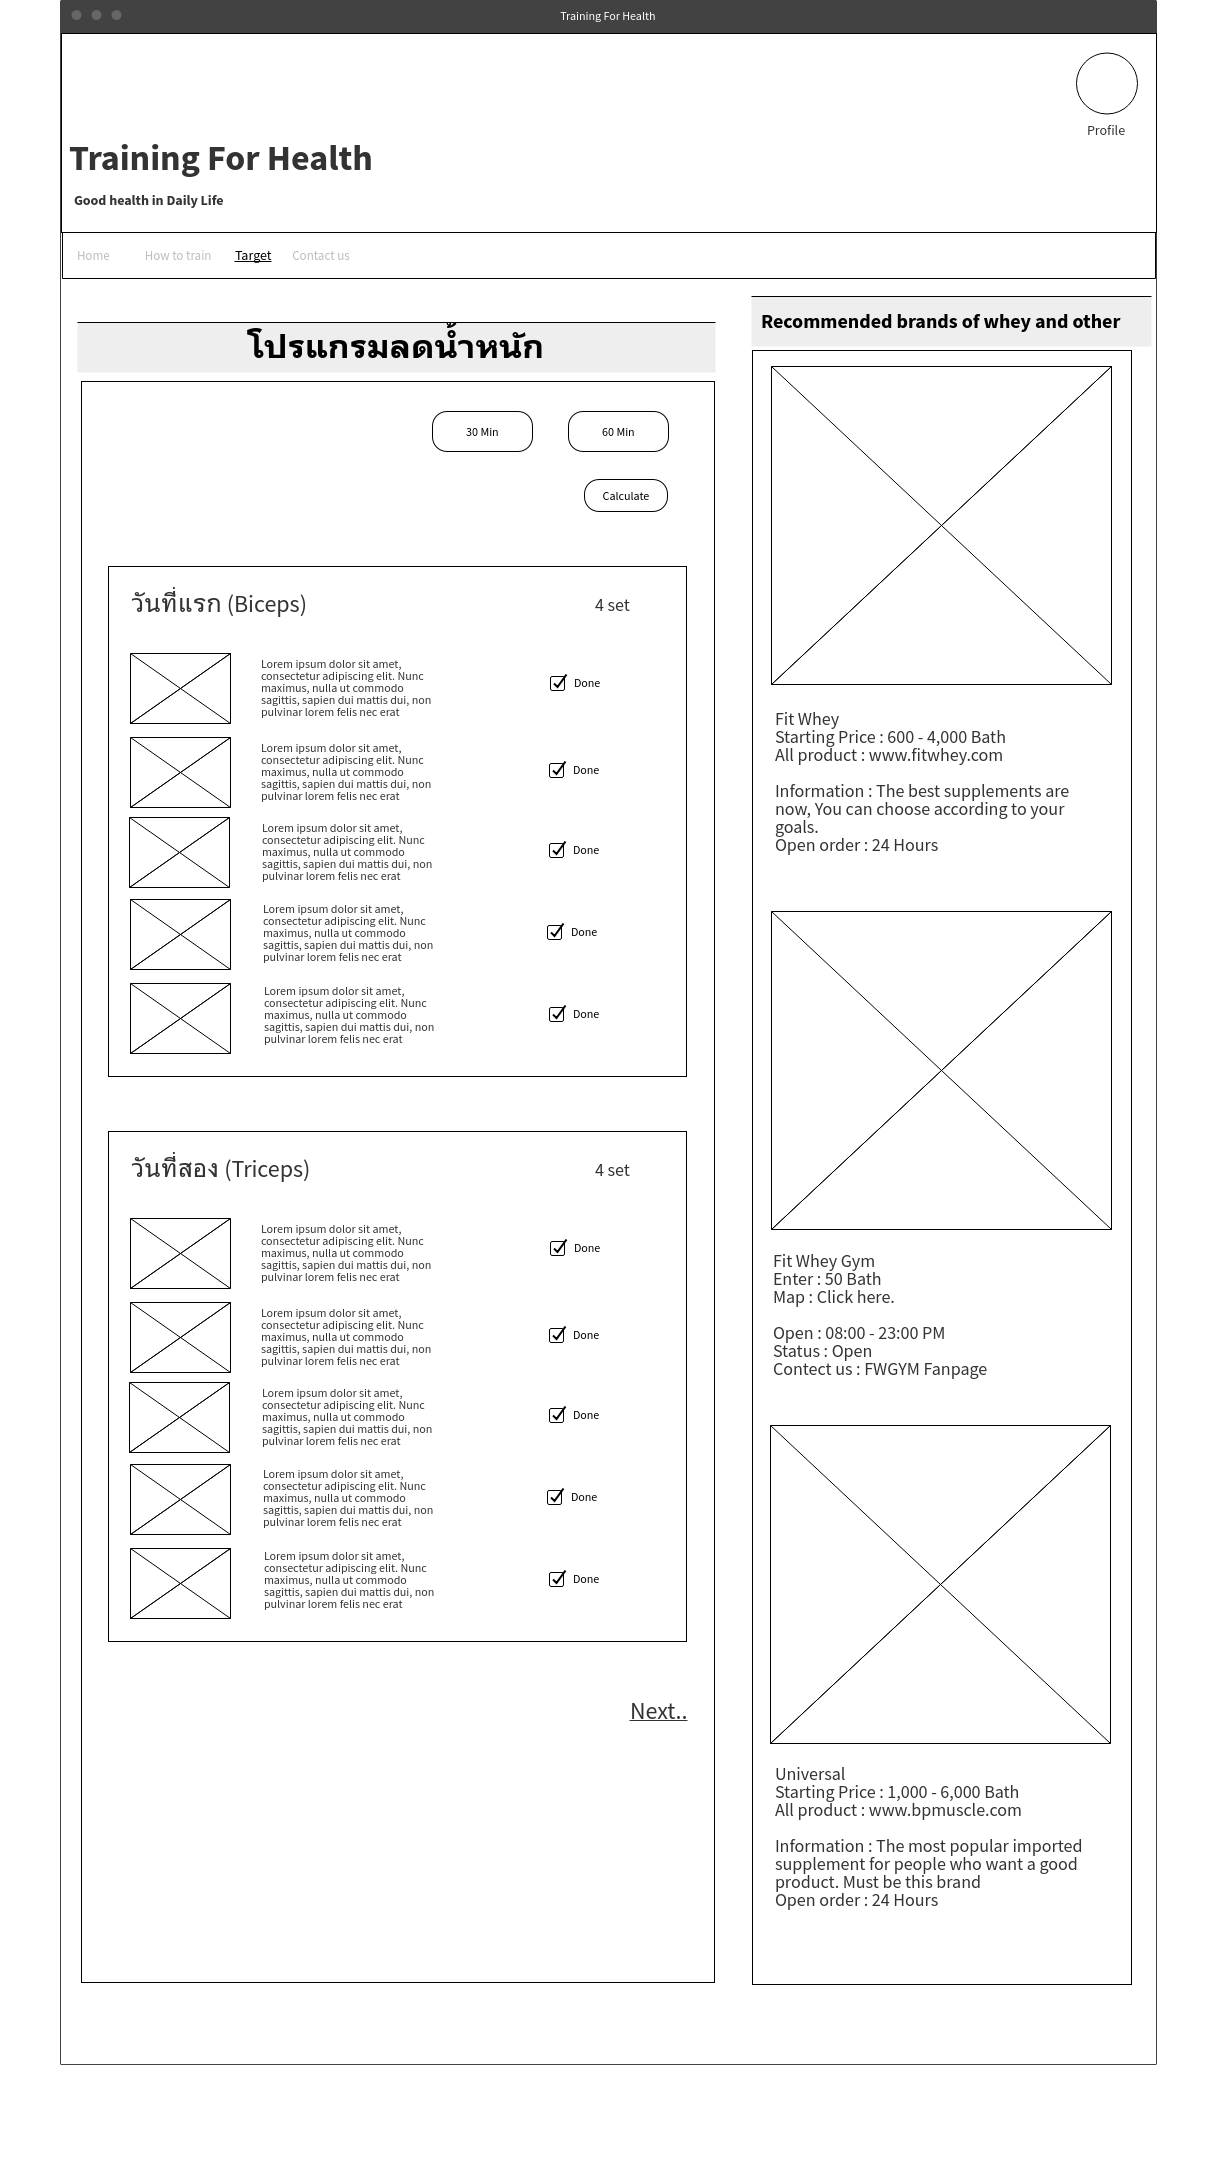 Training For Health
Profile
Training For Health
Good health in Daily Life
Home How to train Target Contact us
โปรแกรมลดน้ำหนัก
30 Min 60 Min
Calculate
วันที่แรก (Biceps) 4 set
Lorem ipsum dolor sit amet,
consectetur adipiscing elit. Nunc
maximus, nulla ut commodo
sagittis, sapien dui mattis dui, non
pulvinar lorem felis nec erat
Done
Lorem ipsum dolor sit amet,
consectetur adipiscing elit. Nunc
maximus, nulla ut commodo
sagittis, sapien dui mattis dui, non
pulvinar lorem felis nec erat
Done
Lorem ipsum dolor sit amet,
consectetur adipiscing elit. Nunc
maximus, nulla ut commodo
sagittis, sapien dui mattis dui, non
pulvinar lorem felis nec erat
Done
Lorem ipsum dolor sit amet,
consectetur adipiscing elit. Nunc
maximus, nulla ut commodo
sagittis, sapien dui mattis dui, non
pulvinar lorem felis nec erat
Done
Lorem ipsum dolor sit amet,
consectetur adipiscing elit. Nunc
maximus, nulla ut commodo
sagittis, sapien dui mattis dui, non
pulvinar lorem felis nec erat
Done
วันที่สอง (Triceps) 4 set
Lorem ipsum dolor sit amet,
consectetur adipiscing elit. Nunc
maximus, nulla ut commodo
sagittis, sapien dui mattis dui, non
pulvinar lorem felis nec erat
Done
Lorem ipsum dolor sit amet,
consectetur adipiscing elit. Nunc
maximus, nulla ut commodo
sagittis, sapien dui mattis dui, non
pulvinar lorem felis nec erat
Done
Lorem ipsum dolor sit amet,
consectetur adipiscing elit. Nunc
maximus, nulla ut commodo
sagittis, sapien dui mattis dui, non
pulvinar lorem felis nec erat
Done
Lorem ipsum dolor sit amet,
consectetur adipiscing elit. Nunc
maximus, nulla ut commodo
sagittis, sapien dui mattis dui, non
pulvinar lorem felis nec erat
Done
Lorem ipsum dolor sit amet,
consectetur adipiscing elit. Nunc
maximus, nulla ut commodo
sagittis, sapien dui mattis dui, non
pulvinar lorem felis nec erat
Done
Next..
Recommended brands of whey and other
Fit Whey
Starting Price : 600 - 4,000 Bath
All product : www.fitwhey.com
Information : The best supplements are
now, You can choose according to your
goals.
Open order : 24 Hours
Fit Whey Gym
Enter : 50 Bath
Map : Click here.
Open : 08:00 - 23:00 PM
Status : Open
Contect us : FWGYM Fanpage
Universal
Starting Price : 1,000 - 6,000 Bath
All product : www.bpmuscle.com
Information : The most popular imported
supplement for people who want a good
product. Must be this brand
Open order : 24 Hours